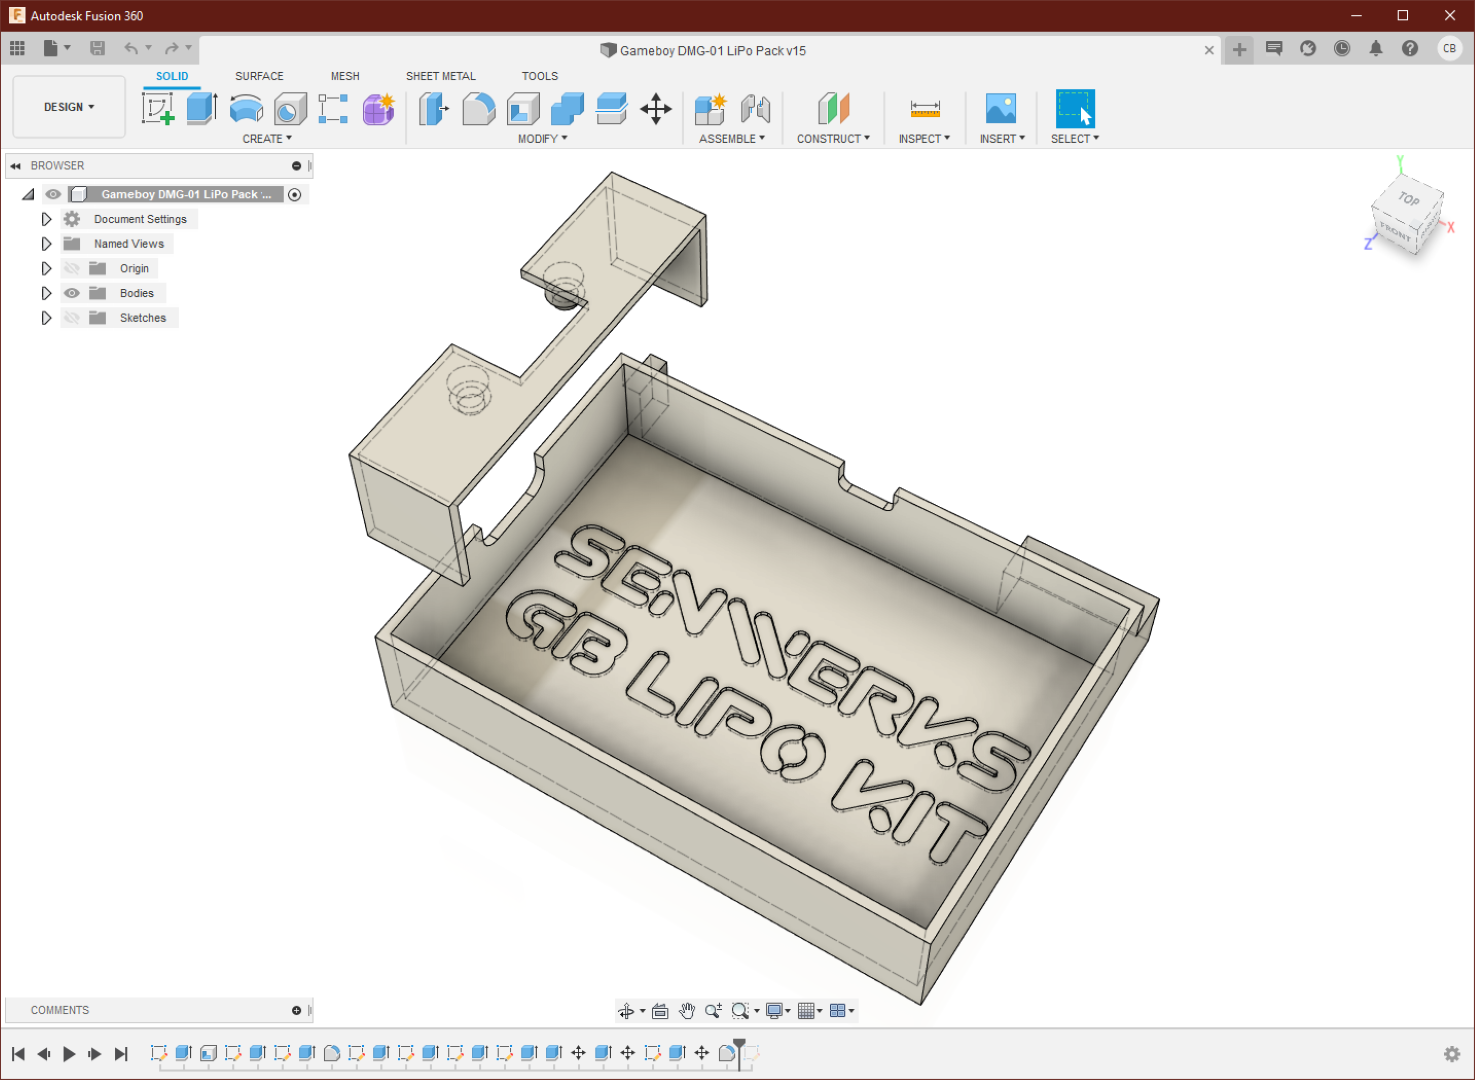 Autodesk Fusion 360
Gameboy DMG-01 LiPo Pack v15
CB
SOLID SURFACE MESH SHEET METAL TOOLS
DESIGN
CREATE MODIFY ASSEMBLE CONSTRUCT INSPECT INSERT SELECT
BROWSER
Gameboy DMG-01 LiPo Pack ...
Document Settings
Named Views
Origin
Bodies
Sketches
Y
TOP
FRONT
X
Z
SENWERKS
GB LIPO KIT
COMMENTS